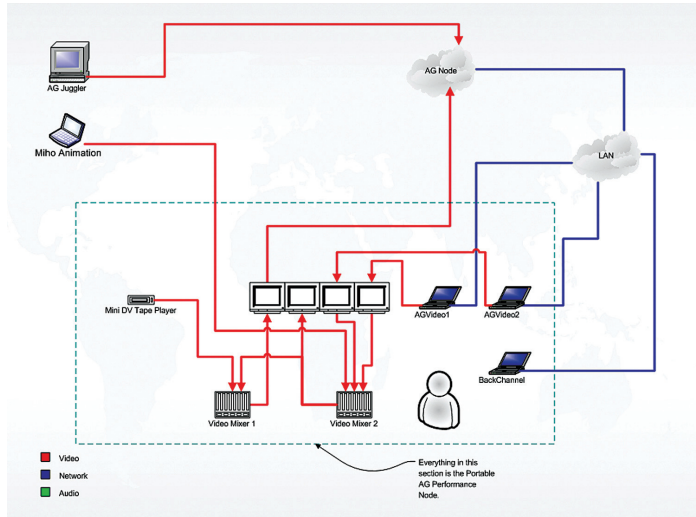 AG Juggler
AG Node
Miho Animation
LAN
Mini DV Tape Player
AGVideo1
AGVideo2
BackChannel
Video Mixer 1
Video Mixer 2
Video
Network
Audio
Everything in this
section is the Portable
AG Performance
Node.